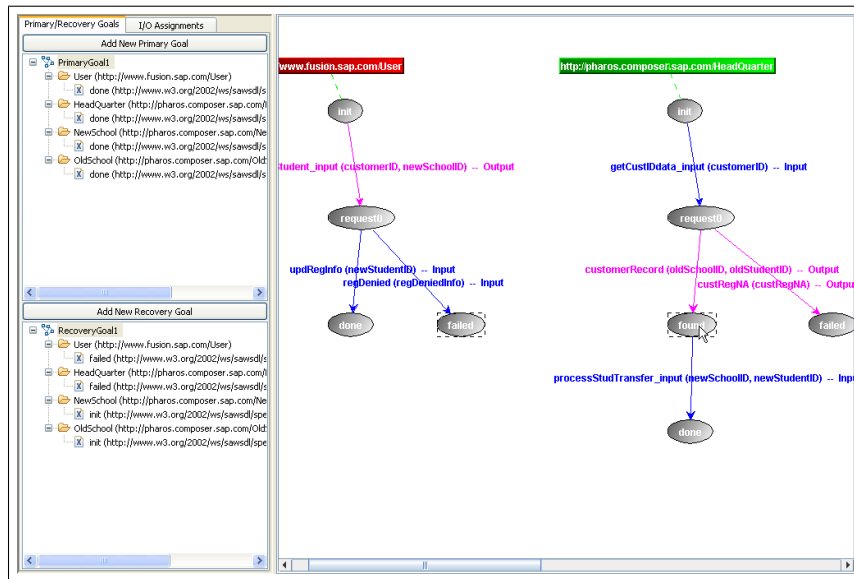 Primary/Recovery Goals
I/O Assignments
Add New Primary Goal
PrimaryGoal1
User (http://www.fusion.sap.com/User)
done (http://www.w3.org/2002/ws/sawsdl/s
HeadQuarter (http://pharos.composer.sap.com/
done (http://www.w3.org/2002/ws/sawsdl/s
NewSchool (http://pharos.composer.sap.com/Ne
done (http://www.w3.org/2002/ws/sawsdl/s
OldSchool (http://pharos.composer.sap.com/Old
done (http://www.w3.org/2002/ws/sawsdl/s
Add New Recovery Goal
RecoveryGoal1
User (http://www.fusion.sap.com/User)
failed (http://www.w3.org/2002/ws/sawsdl/s
HeadQuarter (http://pharos.composer.sap.com/
failed (http://www.w3.org/2002/ws/sawsdl/s
NewSchool (http://pharos.composer.sap.com/Ne
init (http://www.w3.org/2002/ws/sawsdl/spe
OldSchool (http://pharos.composer.sap.com/Old
init (http://www.w3.org/2002/ws/sawsdl/spe
www.fusion.sap.com/User
init
Student_input (customerID, newSchoolID) -- Output
request0
updRegInfo (newStudentID) -- Input
regDenied (regDeniedInfo) -- Input
done
failed
http://pharos.composer.sap.com/HeadQuarter
init
getCustIDdata_input (customerID) -- Input
request0
customerRecord (oldSchoolID, oldStudentID) -- Output
custRegNA (custRegNA) -- Outpu
found
failed
processStudTransfer_input (newSchoolID, newStudentID) -- Inpu
done